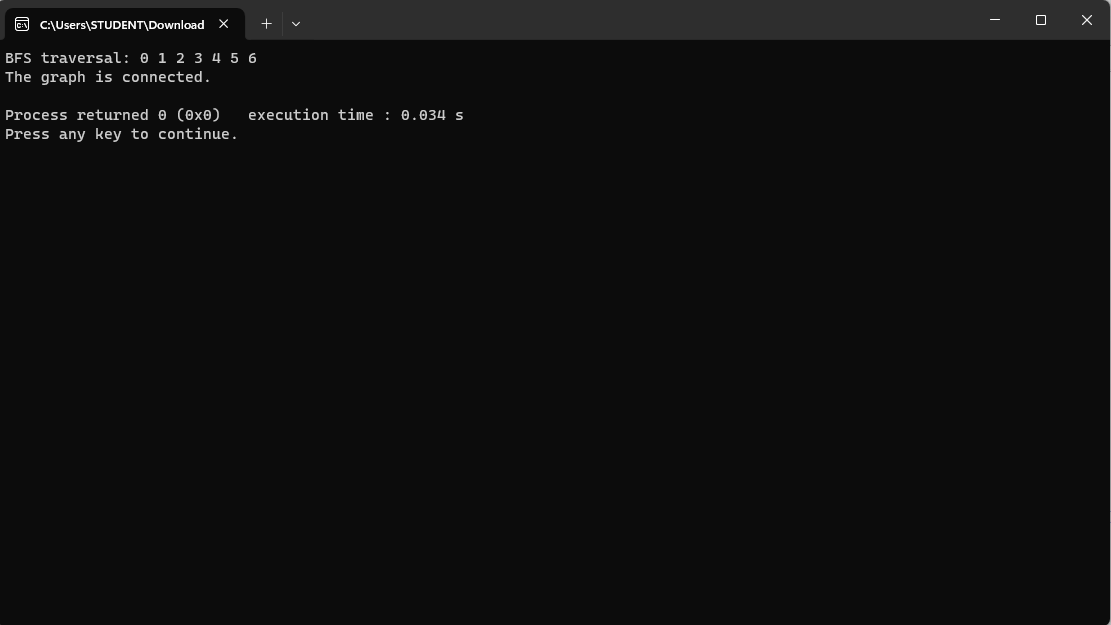 C:\Users\STUDENT\Download
BFS traversal: 0 1 2 3 4 5 6
The graph is connected.
Process returned 0 (0x0)   execution time : 0.034 s
Press any key to continue.